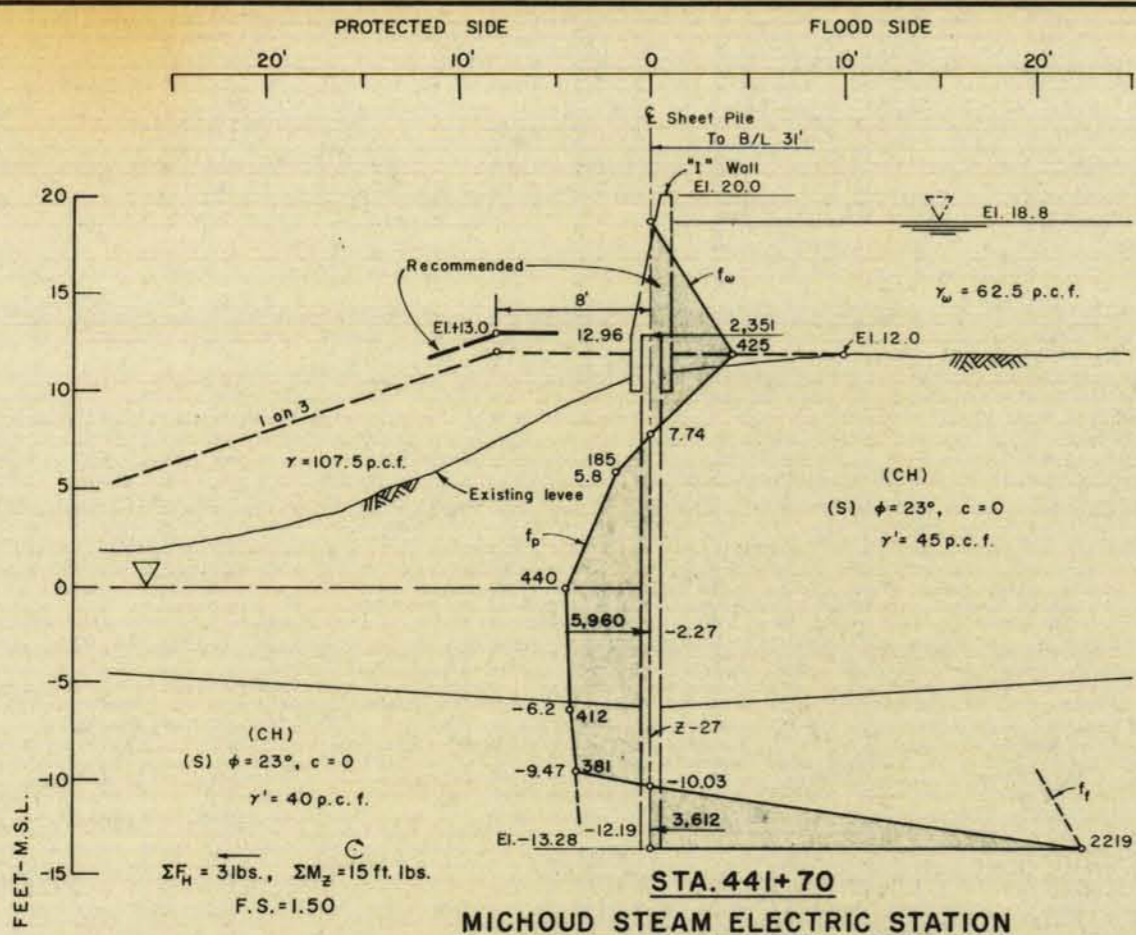 PROTECTED SIDE
FLOOD SIDE
20' 10' 0 10' 20'
℄ Sheet Pile
To B/L 31'
"I" Wall
El. 20.0
El. 18.8
20
15
10
5
0
-5
-10
-15
FEET-M.S.L.
Recommended
fω
γω = 62.5 p.c.f.
8'
El.+13.0
12.96
2,351
425
El. 12.0
1 on 3
7.74
γ = 107.5 p.c.f.
185
5.8
Existing levee
(CH)
(S) φ = 23°, c = 0
γ' = 45 p.c.f.
fp
440
5,960
-2.27
-6.2
412
Z-27
(CH)
(S) φ = 23°, c = 0
γ' = 40 p.c.f.
-9.47
381
-10.03
ff
-12.19
3,612
El.-13.28
2219
ΣFH = 3 lbs., ΣMZ = 15 ft. lbs.
F.S. = 1.50
STA. 441+70
MICHOUD STEAM ELECTRIC STATION